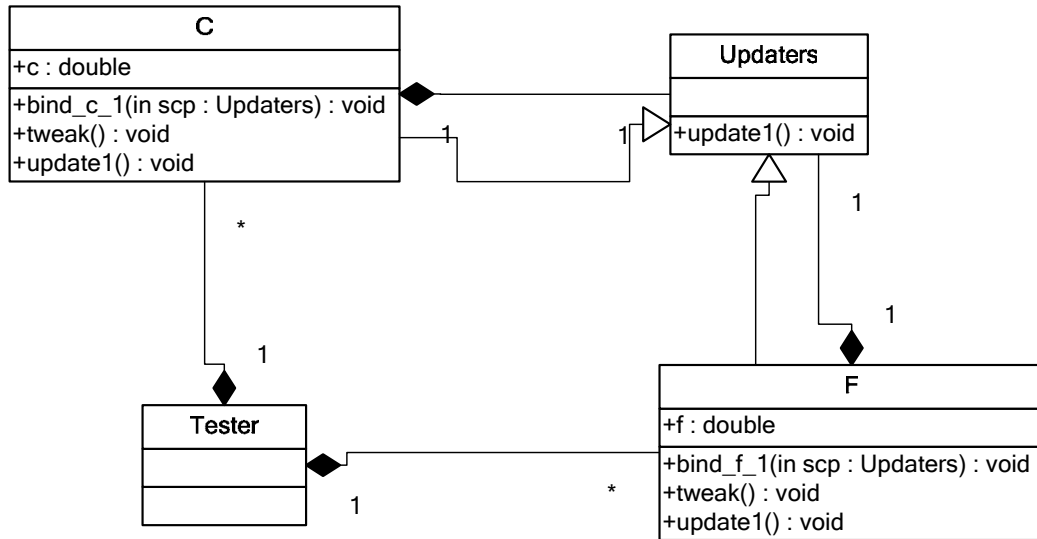 C
+c : double
+bind_c_1(in scp : Updaters) : void
+tweak() : void
+update1() : void
Updaters
+update1() : void
1
1
1
*
1
1
Tester
1
*
F
+f : double
+bind_f_1(in scp : Updaters) : void
+tweak() : void
+update1() : void